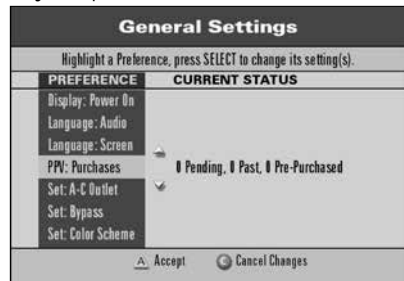 General Settings
Highlight a Preference, press SELECT to change its setting(s).
PREFERENCE CURRENT STATUS
Display: Power On
Language: Audio
Language: Screen
PPV: Purchases 0 Pending, 0 Past, 0 Pre-Purchased
Set: A-C Outlet
Set: Bypass
Set: Color Scheme
A Accept C Cancel Changes